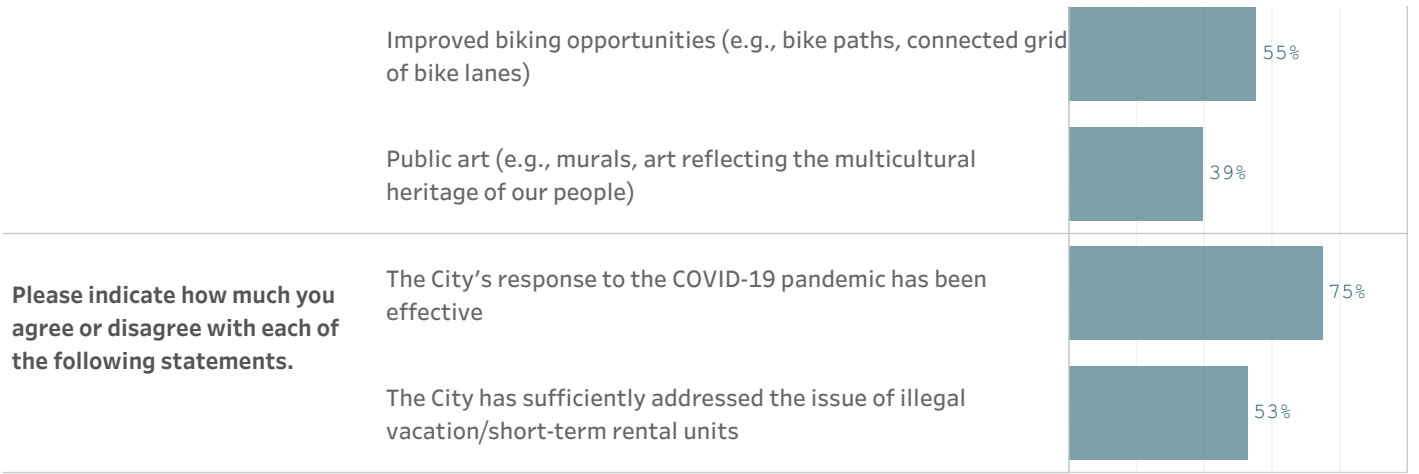 Improved biking opportunities (e.g., bike paths, connected grid
of bike lanes)
55%
Public art (e.g., murals, art reflecting the multicultural
heritage of our people)
39%
Please indicate how much you
agree or disagree with each of
the following statements.
The City’s response to the COVID-19 pandemic has been
effective
75%
The City has sufficiently addressed the issue of illegal
vacation/short-term rental units
53%